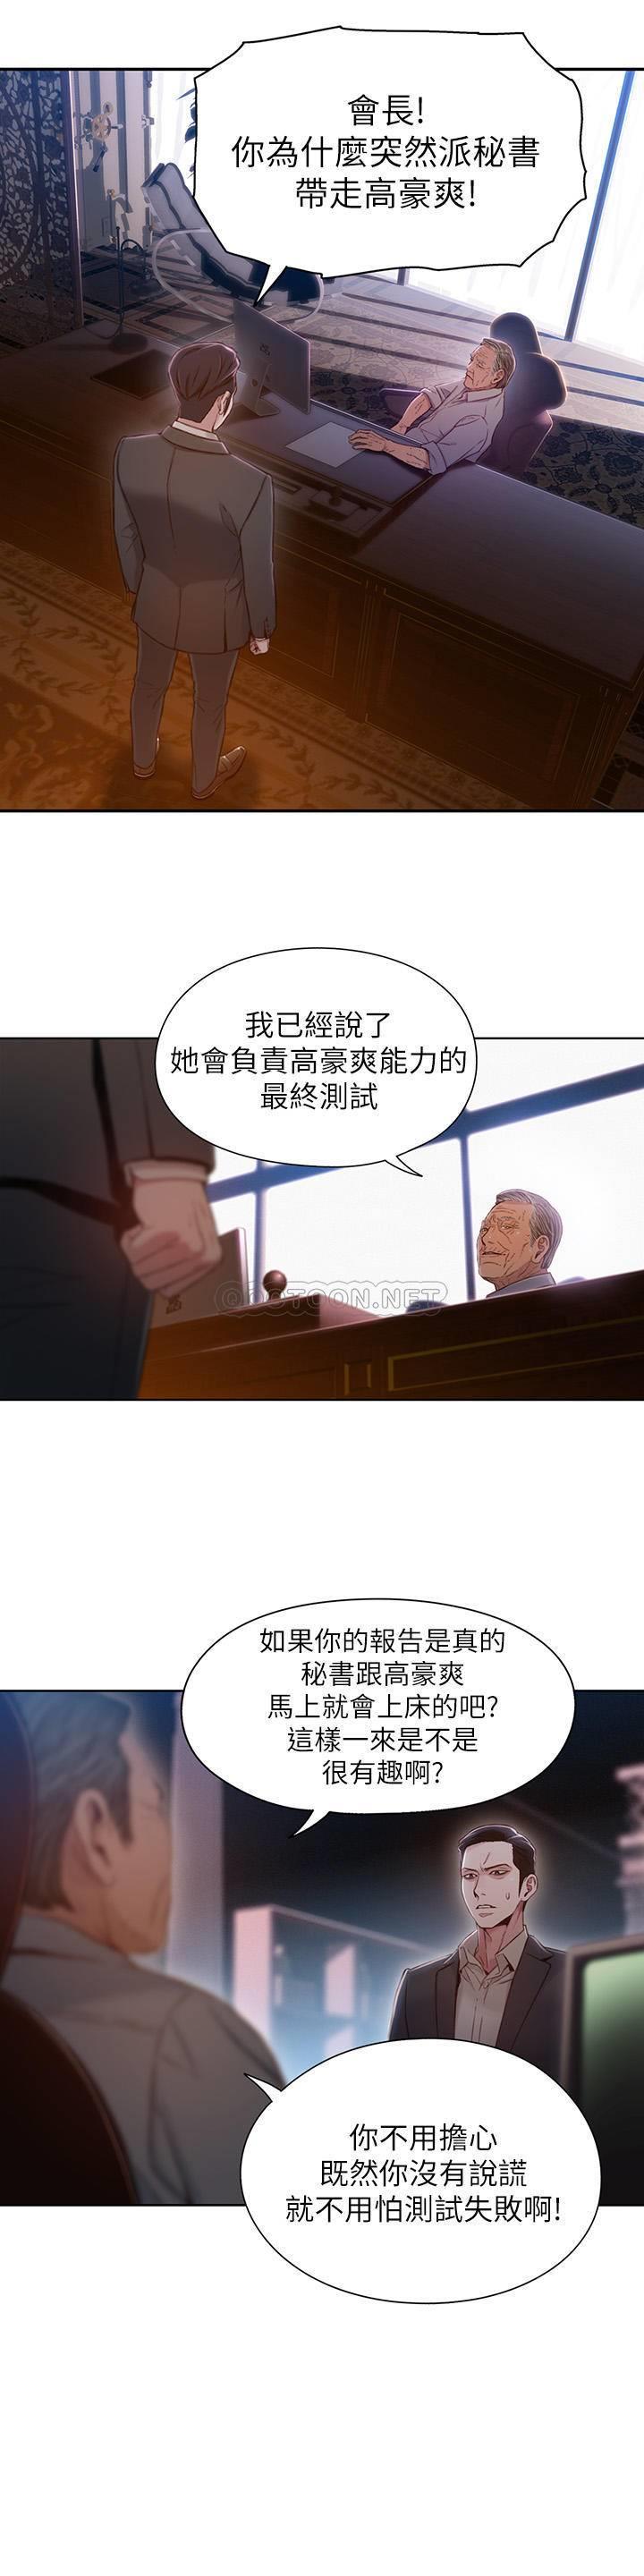 會長!
你為什麼突然派秘書
帶走高豪爽!
我已經說了
她會負責高豪爽能力的
最終測試
QOOTOON.NET
如果你的報告是真的
秘書跟高豪爽
馬上就會上床的吧?
這樣一來是不是
很有趣啊?
你不用擔心
既然你沒有說謊
就不用怕測試失敗啊!